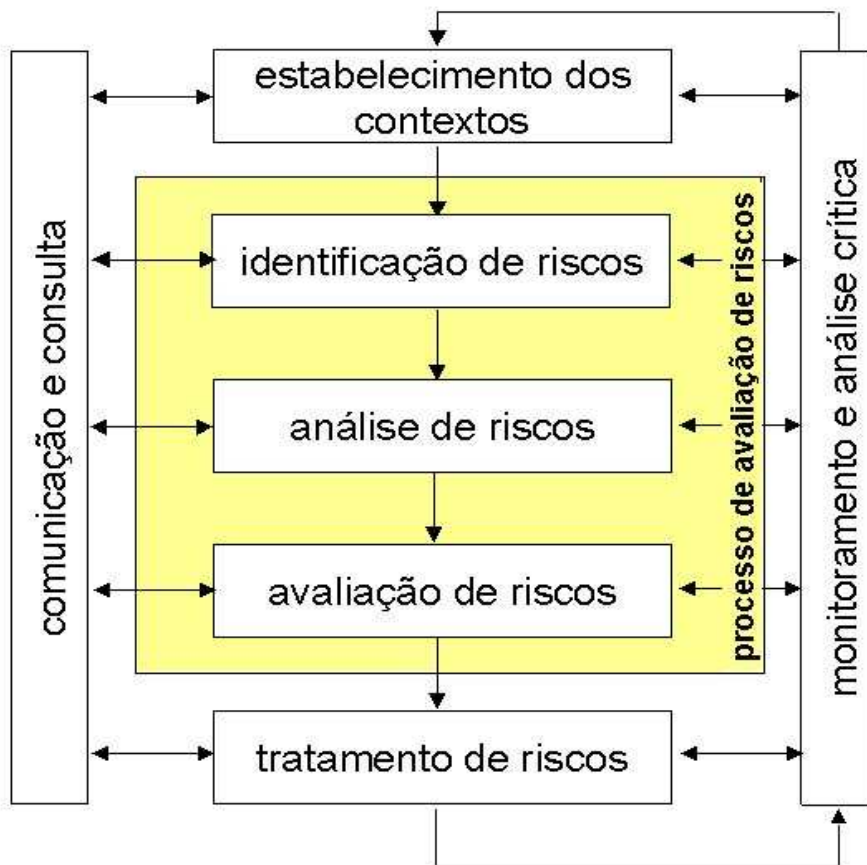 estabelecimento dos
contextos
comunicação e consulta
identificação de riscos
análise de riscos
avaliação de riscos
processo de avaliação de riscos
monitoramento e análise crítica
tratamento de riscos